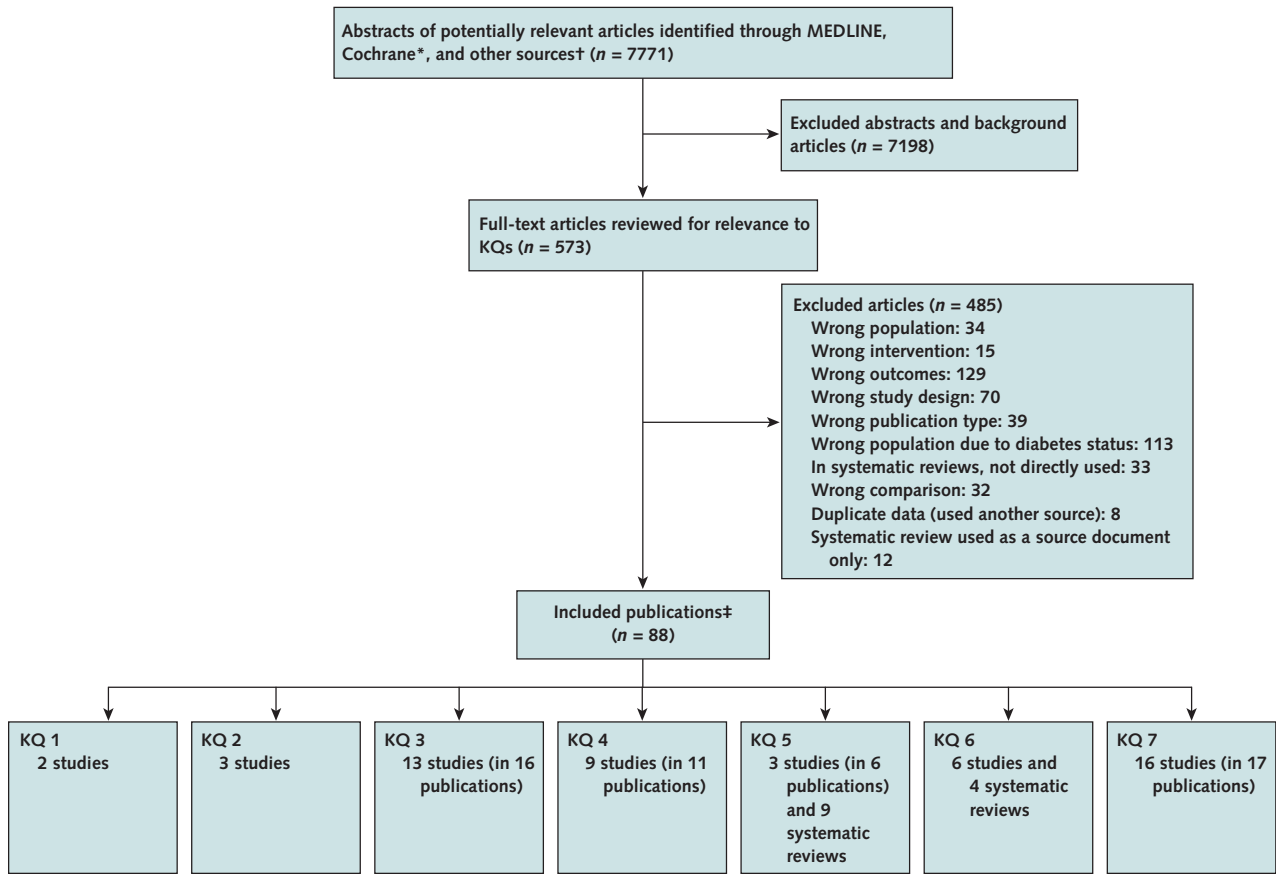 Abstracts of potentially relevant articles identified through MEDLINE,
Cochrane*, and other sources† (n = 7771)
Excluded abstracts and background
articles (n = 7198)
Full-text articles reviewed for relevance to
KQs (n = 573)
Excluded articles (n = 485)
Wrong population: 34
Wrong intervention: 15
Wrong outcomes: 129
Wrong study design: 70
Wrong publication type: 39
Wrong population due to diabetes status: 113
In systematic reviews, not directly used: 33
Wrong comparison: 32
Duplicate data (used another source): 8
Systematic review used as a source document
only: 12
Included publications‡
(n = 88)
KQ 1
2 studies
KQ 2
3 studies
KQ 3
13 studies (in 16
publications)
KQ 4
9 studies (in 11
publications)
KQ 5
3 studies (in 6
publications)
and 9
systematic
reviews
KQ 6
6 studies and
4 systematic
reviews
KQ 7
16 studies (in 17
publications)